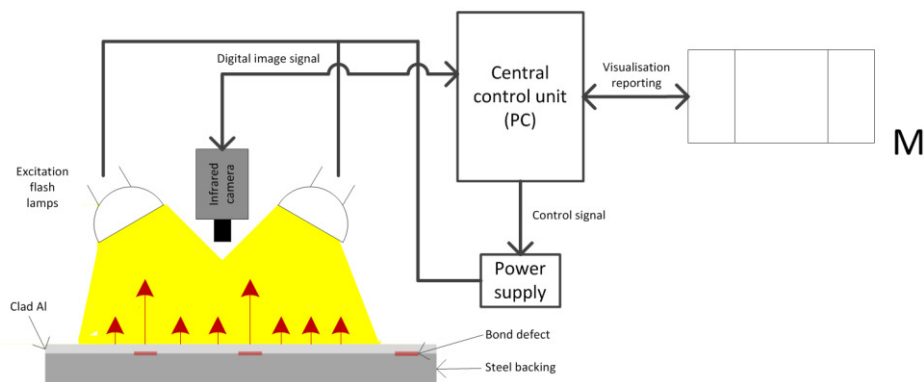 Digital image signal
Central
control unit
(PC)
Visualisation
reporting
M
Excitation
flash
lamps
Infrared
camera
Control signal
Power
supply
Clad Al
Bond defect
Steel backing